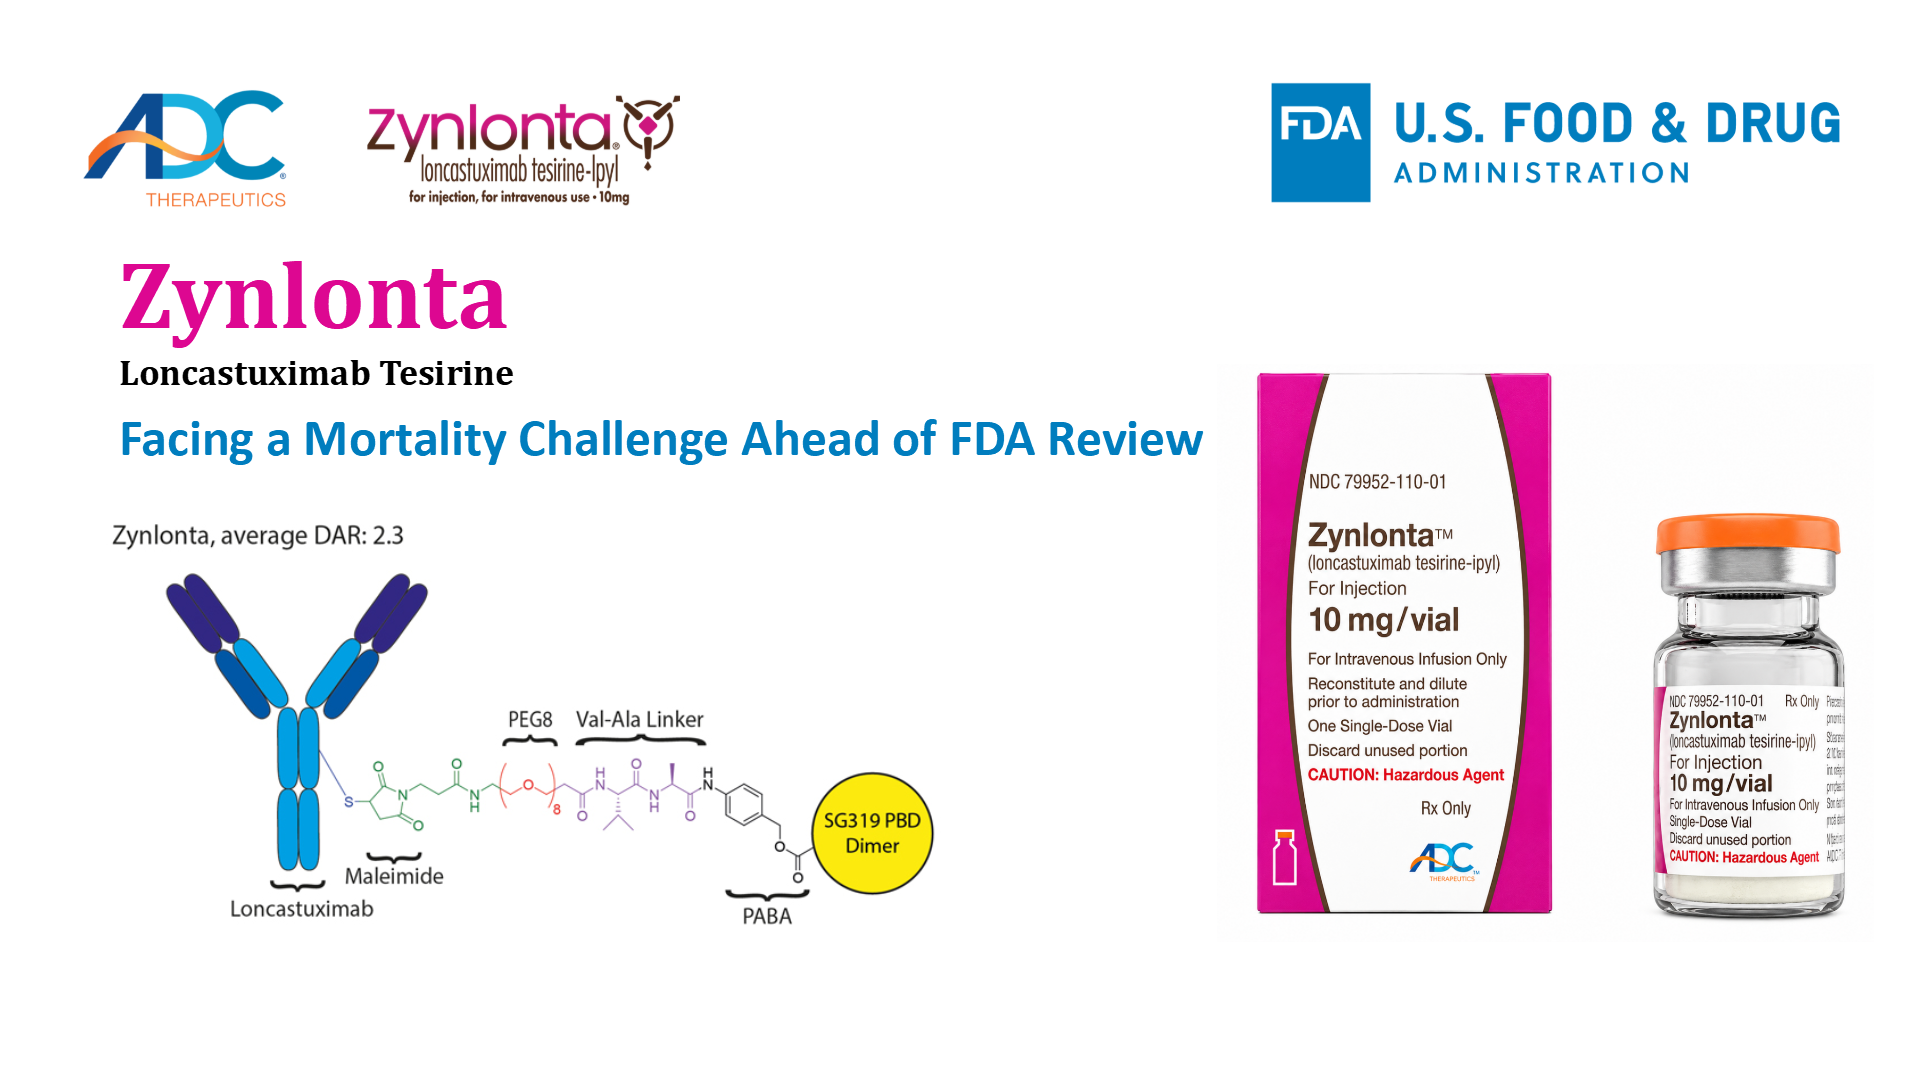 ADC
THERAPEUTICS
Zynlonta®
loncastuximab tesirine-lpyl
for injection, for intravenous use • 10mg
FDA
U.S. FOOD & DRUG
ADMINISTRATION
Zynlonta
Loncastuximab Tesirine
Facing a Mortality Challenge Ahead of FDA Review
Zynlonta, average DAR: 2.3
PEG8
Val-Ala Linker
S
O
O
N
O
N
H
O
8
O
H
N
O
N
H
O
H
N
O
O
SG319 PBD
Dimer
Maleimide
Loncastuximab
PABA
NDC 79952-110-01
Zynlonta™
(loncastuximab tesirine-ipyl)
For Injection
10 mg/vial
For Intravenous Infusion Only
Reconstitute and dilute
prior to administration
One Single-Dose Vial
Discard unused portion
CAUTION: Hazardous Agent
Rx Only
ADC™
THERAPEUTICS
NDC 79952-110-01 Rx Only
Zynlonta™
(loncastuximab tesirine-ipyl)
For Injection
10 mg/vial
For Intravenous Infusion Only
Single-Dose Vial
Discard unused portion
CAUTION: Hazardous Agent